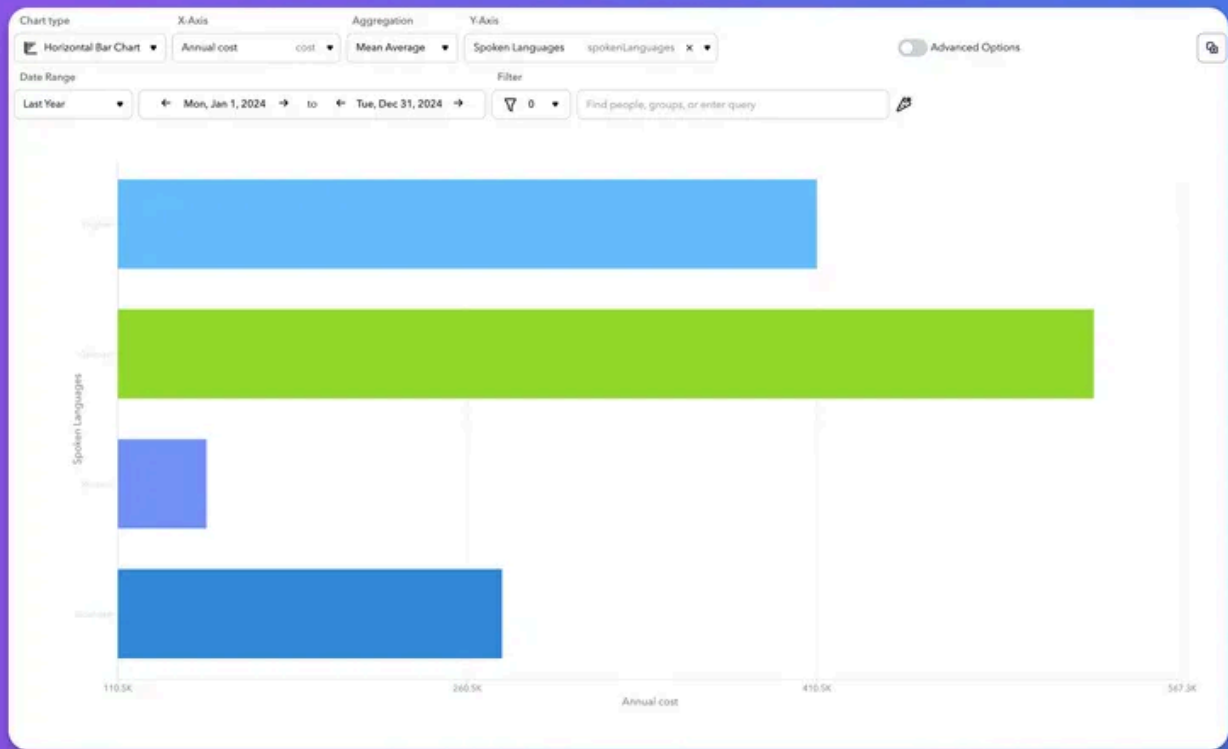 Chart type X-Axis Aggregation Y-Axis
Horizontal Bar Chart Annual cost cost Mean Average Spoken Languages spokenLanguages Advanced Options
Date Range Filter
Last Year Mon, Jan 1, 2024 to Tue, Dec 31, 2024 0 Find people, groups, or enter query
Spoken Languages
110.5K 260.5K 410.5K 567.3K
Annual cost